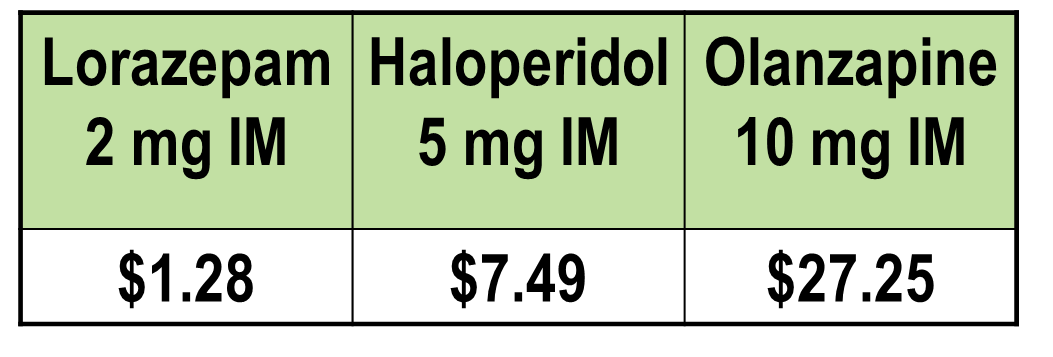 Lorazepam
2 mg IM
Haloperidol
5 mg IM
Olanzapine
10 mg IM
$1.28
$7.49
$27.25